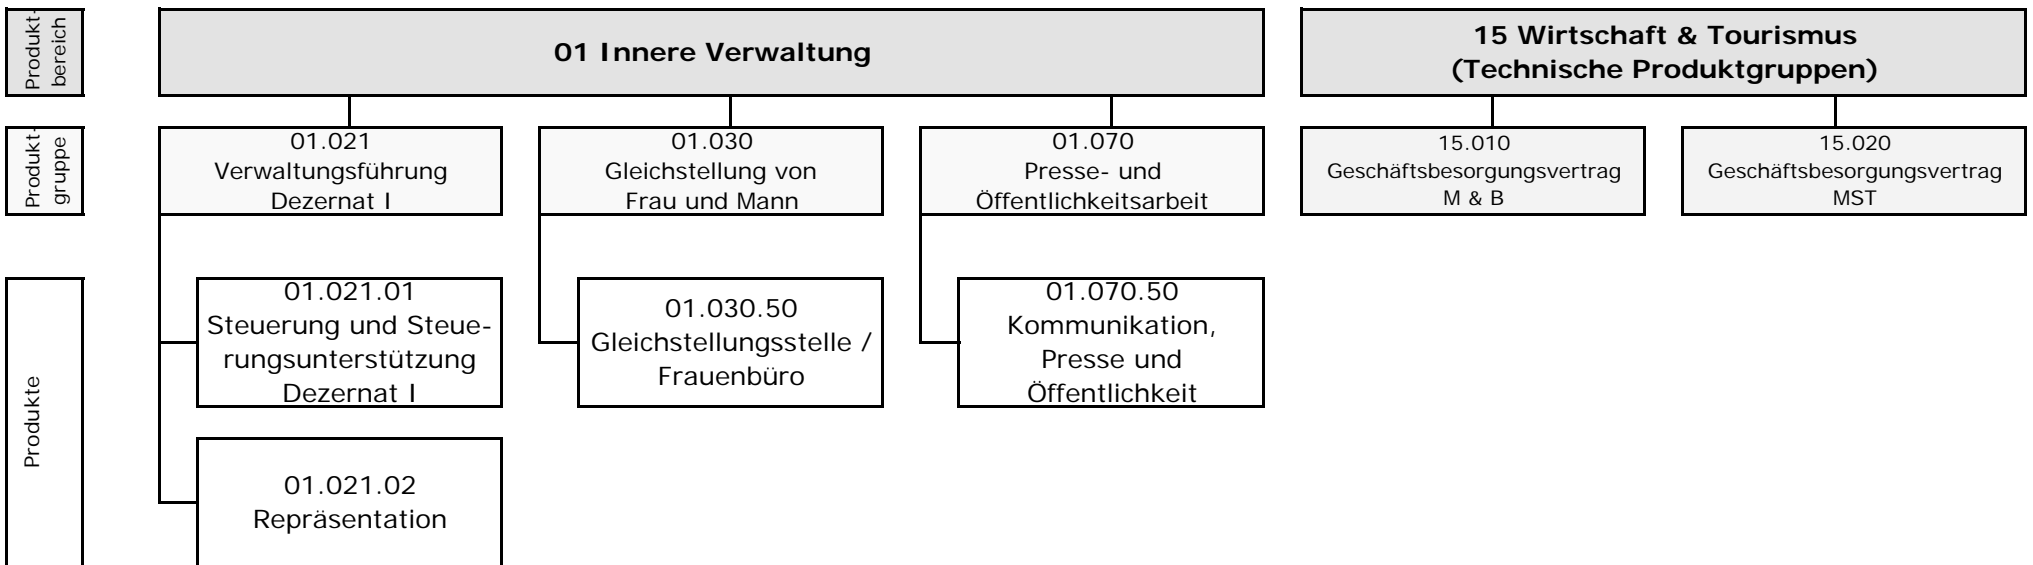 Produkt-
bereich
01 Innere Verwaltung
15 Wirtschaft & Tourismus
(Technische Produktgruppen)
Produkt-
gruppe
01.021
Verwaltungsführung
Dezernat I
01.030
Gleichstellung von
Frau und Mann
01.070
Presse- und
Öffentlichkeitsarbeit
15.010
Geschäftsbesorgungsvertrag
M & B
15.020
Geschäftsbesorgungsvertrag
MST
Produkte
01.021.01
Steuerung und Steue-
rungsunterstützung
Dezernat I
01.030.50
Gleichstellungsstelle /
Frauenbüro
01.070.50
Kommunikation,
Presse und
Öffentlichkeit
01.021.02
Repräsentation